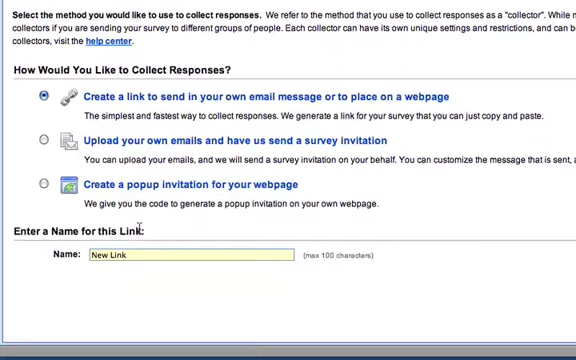 Select the method you would like to use to collect responses. We refer to the method that you use to collect responses as a "collector". While
collectors if you are sending your survey to different groups of people. Each collector can have its own unique settings and restrictions, and can b
collectors, visit the help center.
How Would You Like to Collect Responses?
Create a link to send in your own email message or to place on a webpage
The simplest and fastest way to collect responses. We generate a link for your survey that you can just copy and paste.
Upload your own emails and have us send a survey invitation
You can upload your emails, and we will send a survey invitation on your behalf. You can customize the message that is sent,
Create a popup invitation for your webpage
We give you the code to generate a popup invitation on your own webpage.
Enter a Name for this Link:
Name: New Link (max 100 characters)